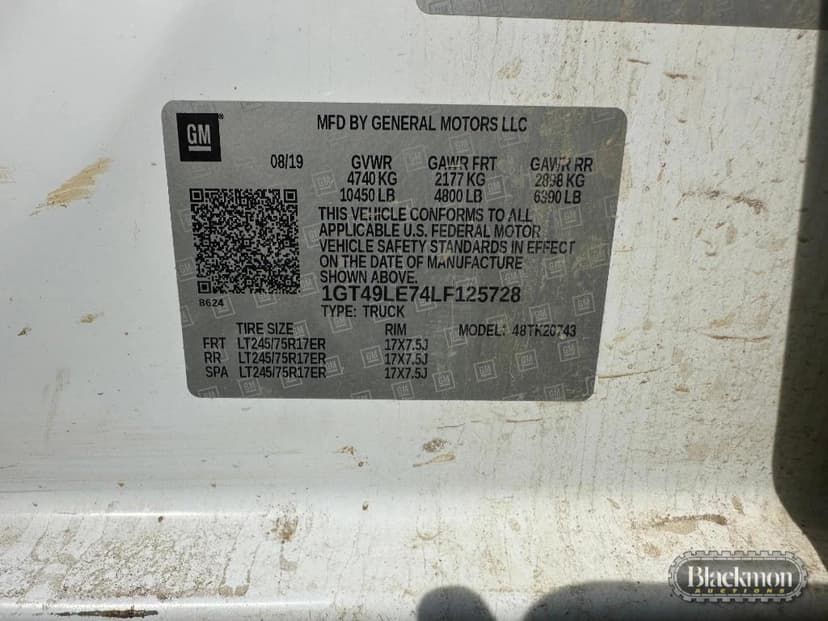 GM
MFD BY GENERAL MOTORS LLC
08/19 GVWR GAWR FRT GAWR RR
4740 KG 2177 KG 2898 KG
10450 LB 4800 LB 6390 LB
THIS VEHICLE CONFORMS TO ALL
APPLICABLE U.S. FEDERAL MOTOR
VEHICLE SAFETY STANDARDS IN EFFECT
ON THE DATE OF MANUFACTURE
SHOWN ABOVE.
8624
1GT49LE74LF125728
TYPE: TRUCK MODEL: 48TK20743
TIRE SIZE RIM
FRT LT245/75R17ER 17X7.5J
RR LT245/75R17ER 17X7.5J
SPA LT245/75R17ER 17X7.5J
Blackmon
AUCTIONS